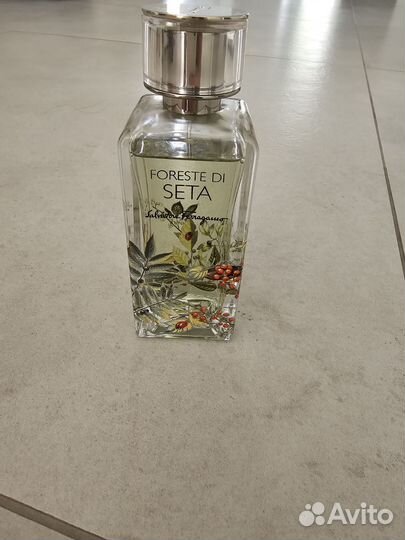 FORESTE DI
SETA
Salvatore Ferragamo
Avito